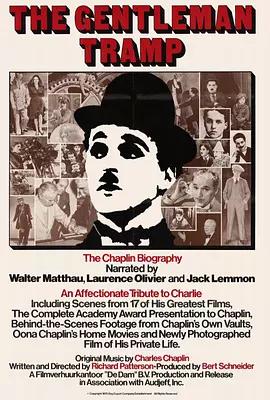 THE GENTLEMAN
TRAMP
The Chaplin Biography
Narrated by
Walter Matthau, Laurence Olivier and Jack Lemmon
An Affectionate Tribute to Charlie
Including Scenes from 17 of His Greatest Films,
The Complete Academy Award Presentation to Chaplin,
Behind-the-Scenes Footage from Chaplin's Own Vaults,
Oona Chaplin's Home Movies and Newly Photographed
Film of His Private Life.
Original Music by Charles Chaplin
Written and Directed by Richard Patterson·Produced by Bert Schneider
A Filmverhuurkantoor "De Dam" B.V. Production and Release
in Association with Audjeff, Inc.